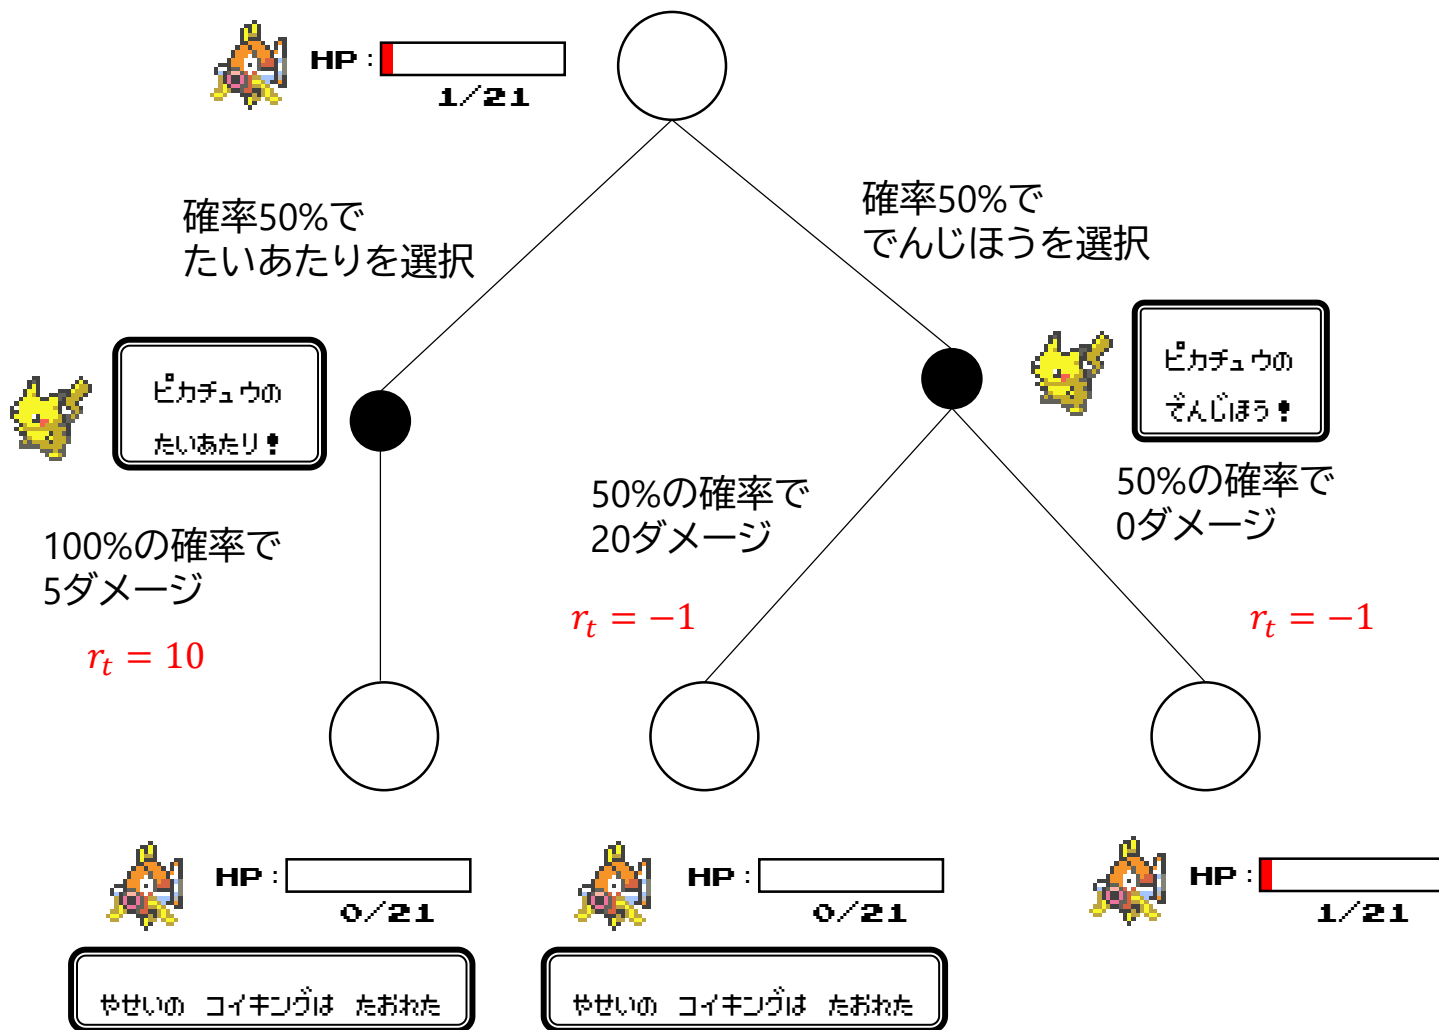 HP :
1/21
確率50%で
たいあたりを選択
確率50%で
でんじほうを選択
ピカチュウの
たいあたり!
ピカチュウの
でんじほう!
100%の確率で
5ダメージ
50%の確率で
20ダメージ
50%の確率で
0ダメージ
r_t = 10
r_t = −1
r_t = −1
HP :
0/21
HP :
0/21
HP :
1/21
やせいの コイキングは たおれた
やせいの コイキングは たおれた